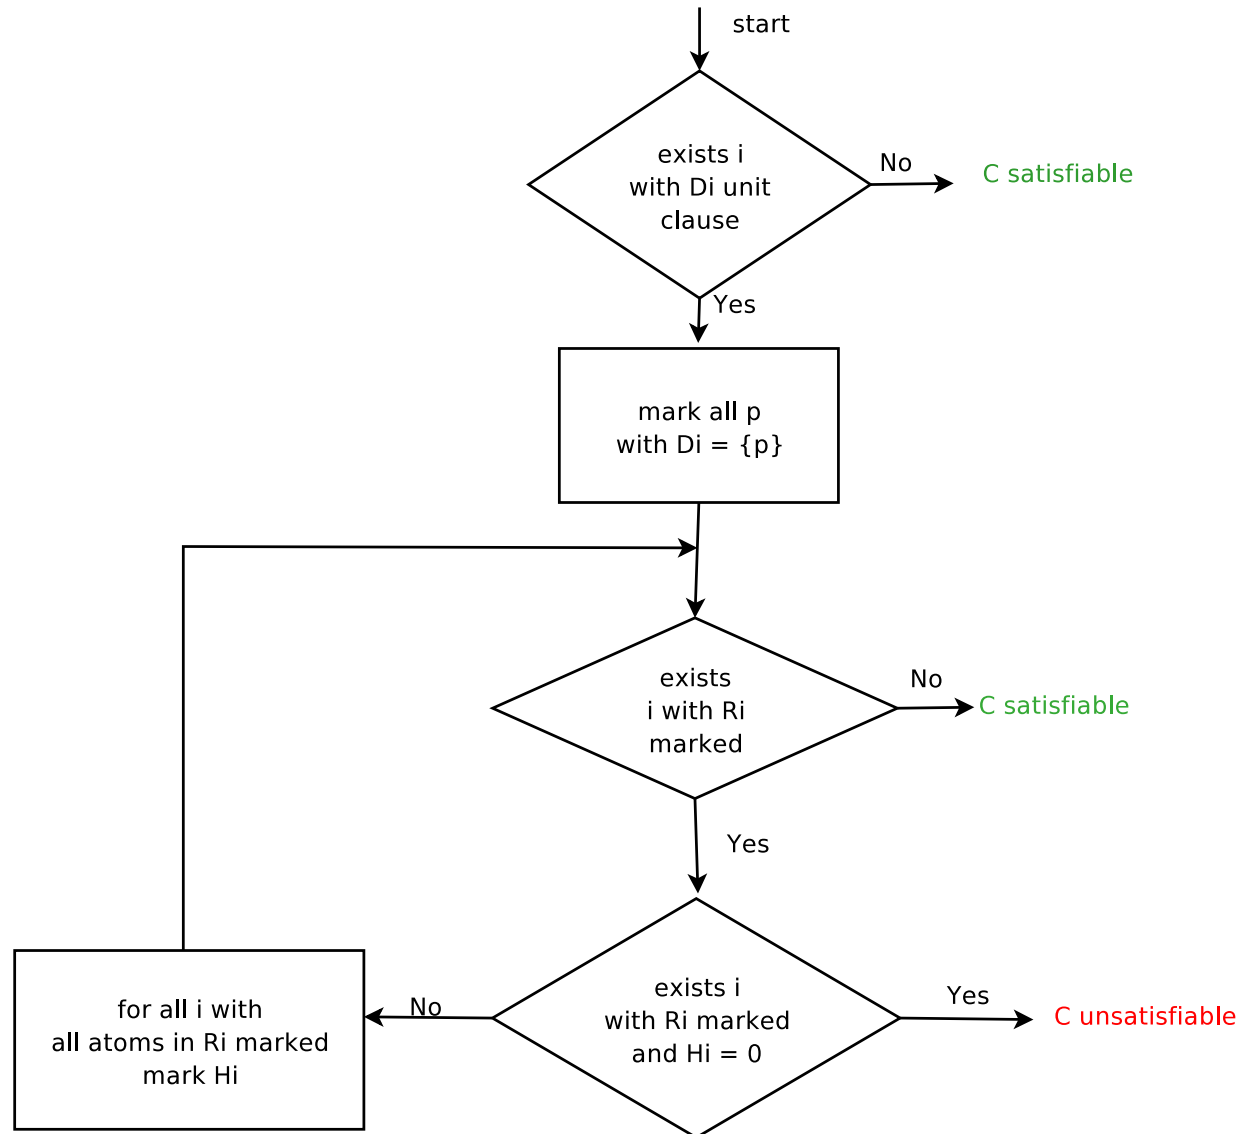 start
exists i
with Di unit
clause
No
C satisfiable
Yes
mark all p
with Di = {p}
exists
i with Ri
marked
No
C satisfiable
Yes
exists i
with Ri marked
and Hi = 0
Yes
C unsatisfiable
No
for all i with
all atoms in Ri marked
mark Hi